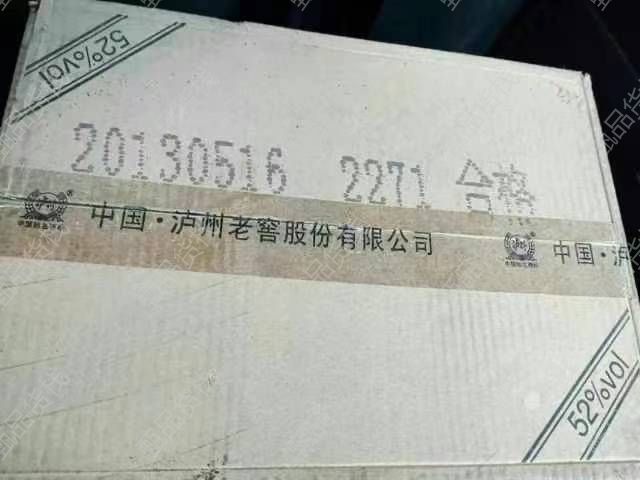 52%vol
20130516 2271 合格
中国·泸州老窖股份有限公司
中国·泸
52%vol